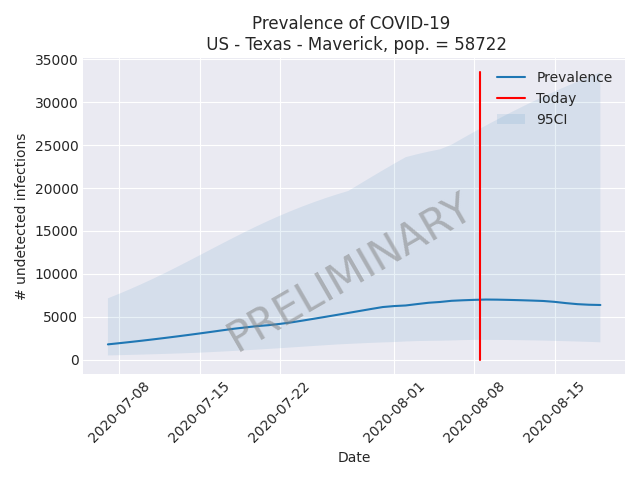 Prevalence of COVID-19
US - Texas - Maverick, pop. = 58722
# undetected infections
35000
30000
25000
20000
15000
10000
5000
0
Prevalence
Today
95CI
PRELIMINARY
2020-07-08
2020-07-15
2020-07-22
2020-08-01
2020-08-08
2020-08-15
Date